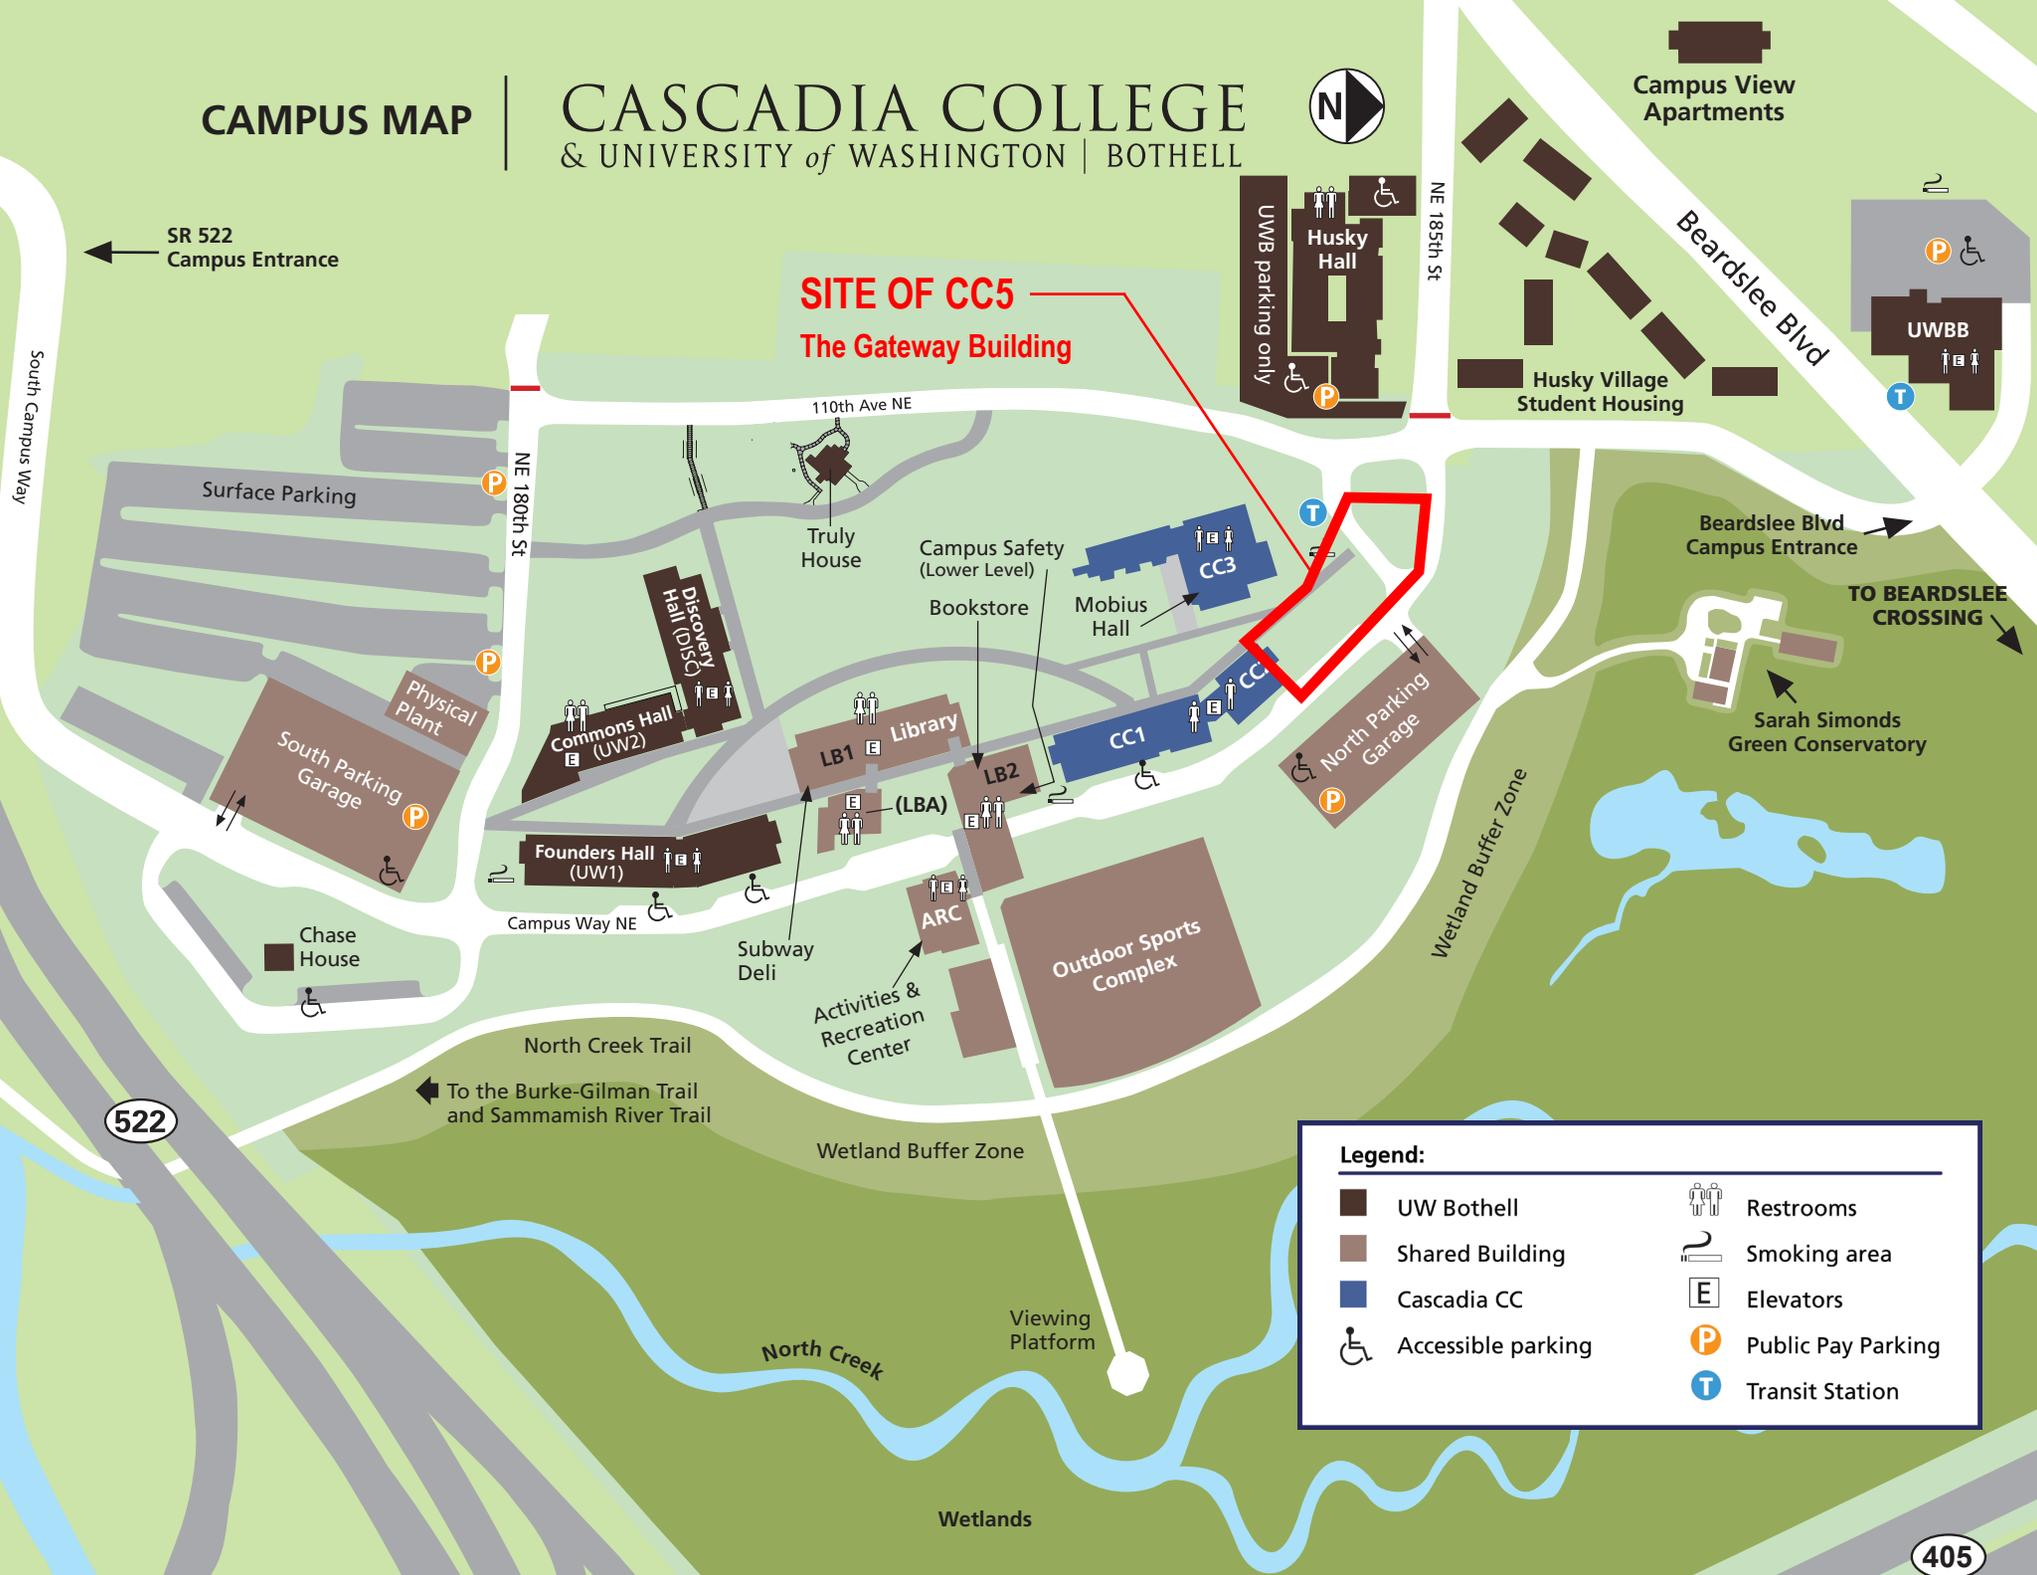 CAMPUS MAP
CASCADIA COLLEGE
& UNIVERSITY of WASHINGTON | BOTHELL
N
Campus View
Apartments
SR 522
Campus Entrance
South Campus Way
SITE OF CC5
The Gateway Building
UWB parking only
Husky
Hall
P
NE 185th St
Beardslee Blvd
P
UWBB
E
T
Husky Village
Student Housing
110th Ave NE
Surface Parking
P
NE 180th St
Truly
House
Campus Safety
(Lower Level)
Bookstore
Mobius
Hall
E
CC3
T
Beardslee Blvd
Campus Entrance
TO BEARDSLEE
CROSSING
Sarah Simonds
Green Conservatory
Discovery
Hall (DISC)
E
P
Physical
Plant
South Parking
Garage
P
Commons Hall
(UW2)
E
LB1
Library
E
LB2
E
CC1
E
CC2
North Parking
Garage
P
E
(LBA)
Founders Hall
(UW1)
E
Campus Way NE
Chase
House
Subway
Deli
E
ARC
Activities &
Recreation
Center
Outdoor Sports
Complex
Wetland Buffer Zone
North Creek Trail
To the Burke-Gilman Trail
and Sammamish River Trail
522
Wetland Buffer Zone
Viewing
Platform
North Creek
Wetlands
Legend:
UW Bothell
Shared Building
Cascadia CC
Accessible parking
Restrooms
Smoking area
E
Elevators
P
Public Pay Parking
T
Transit Station
405